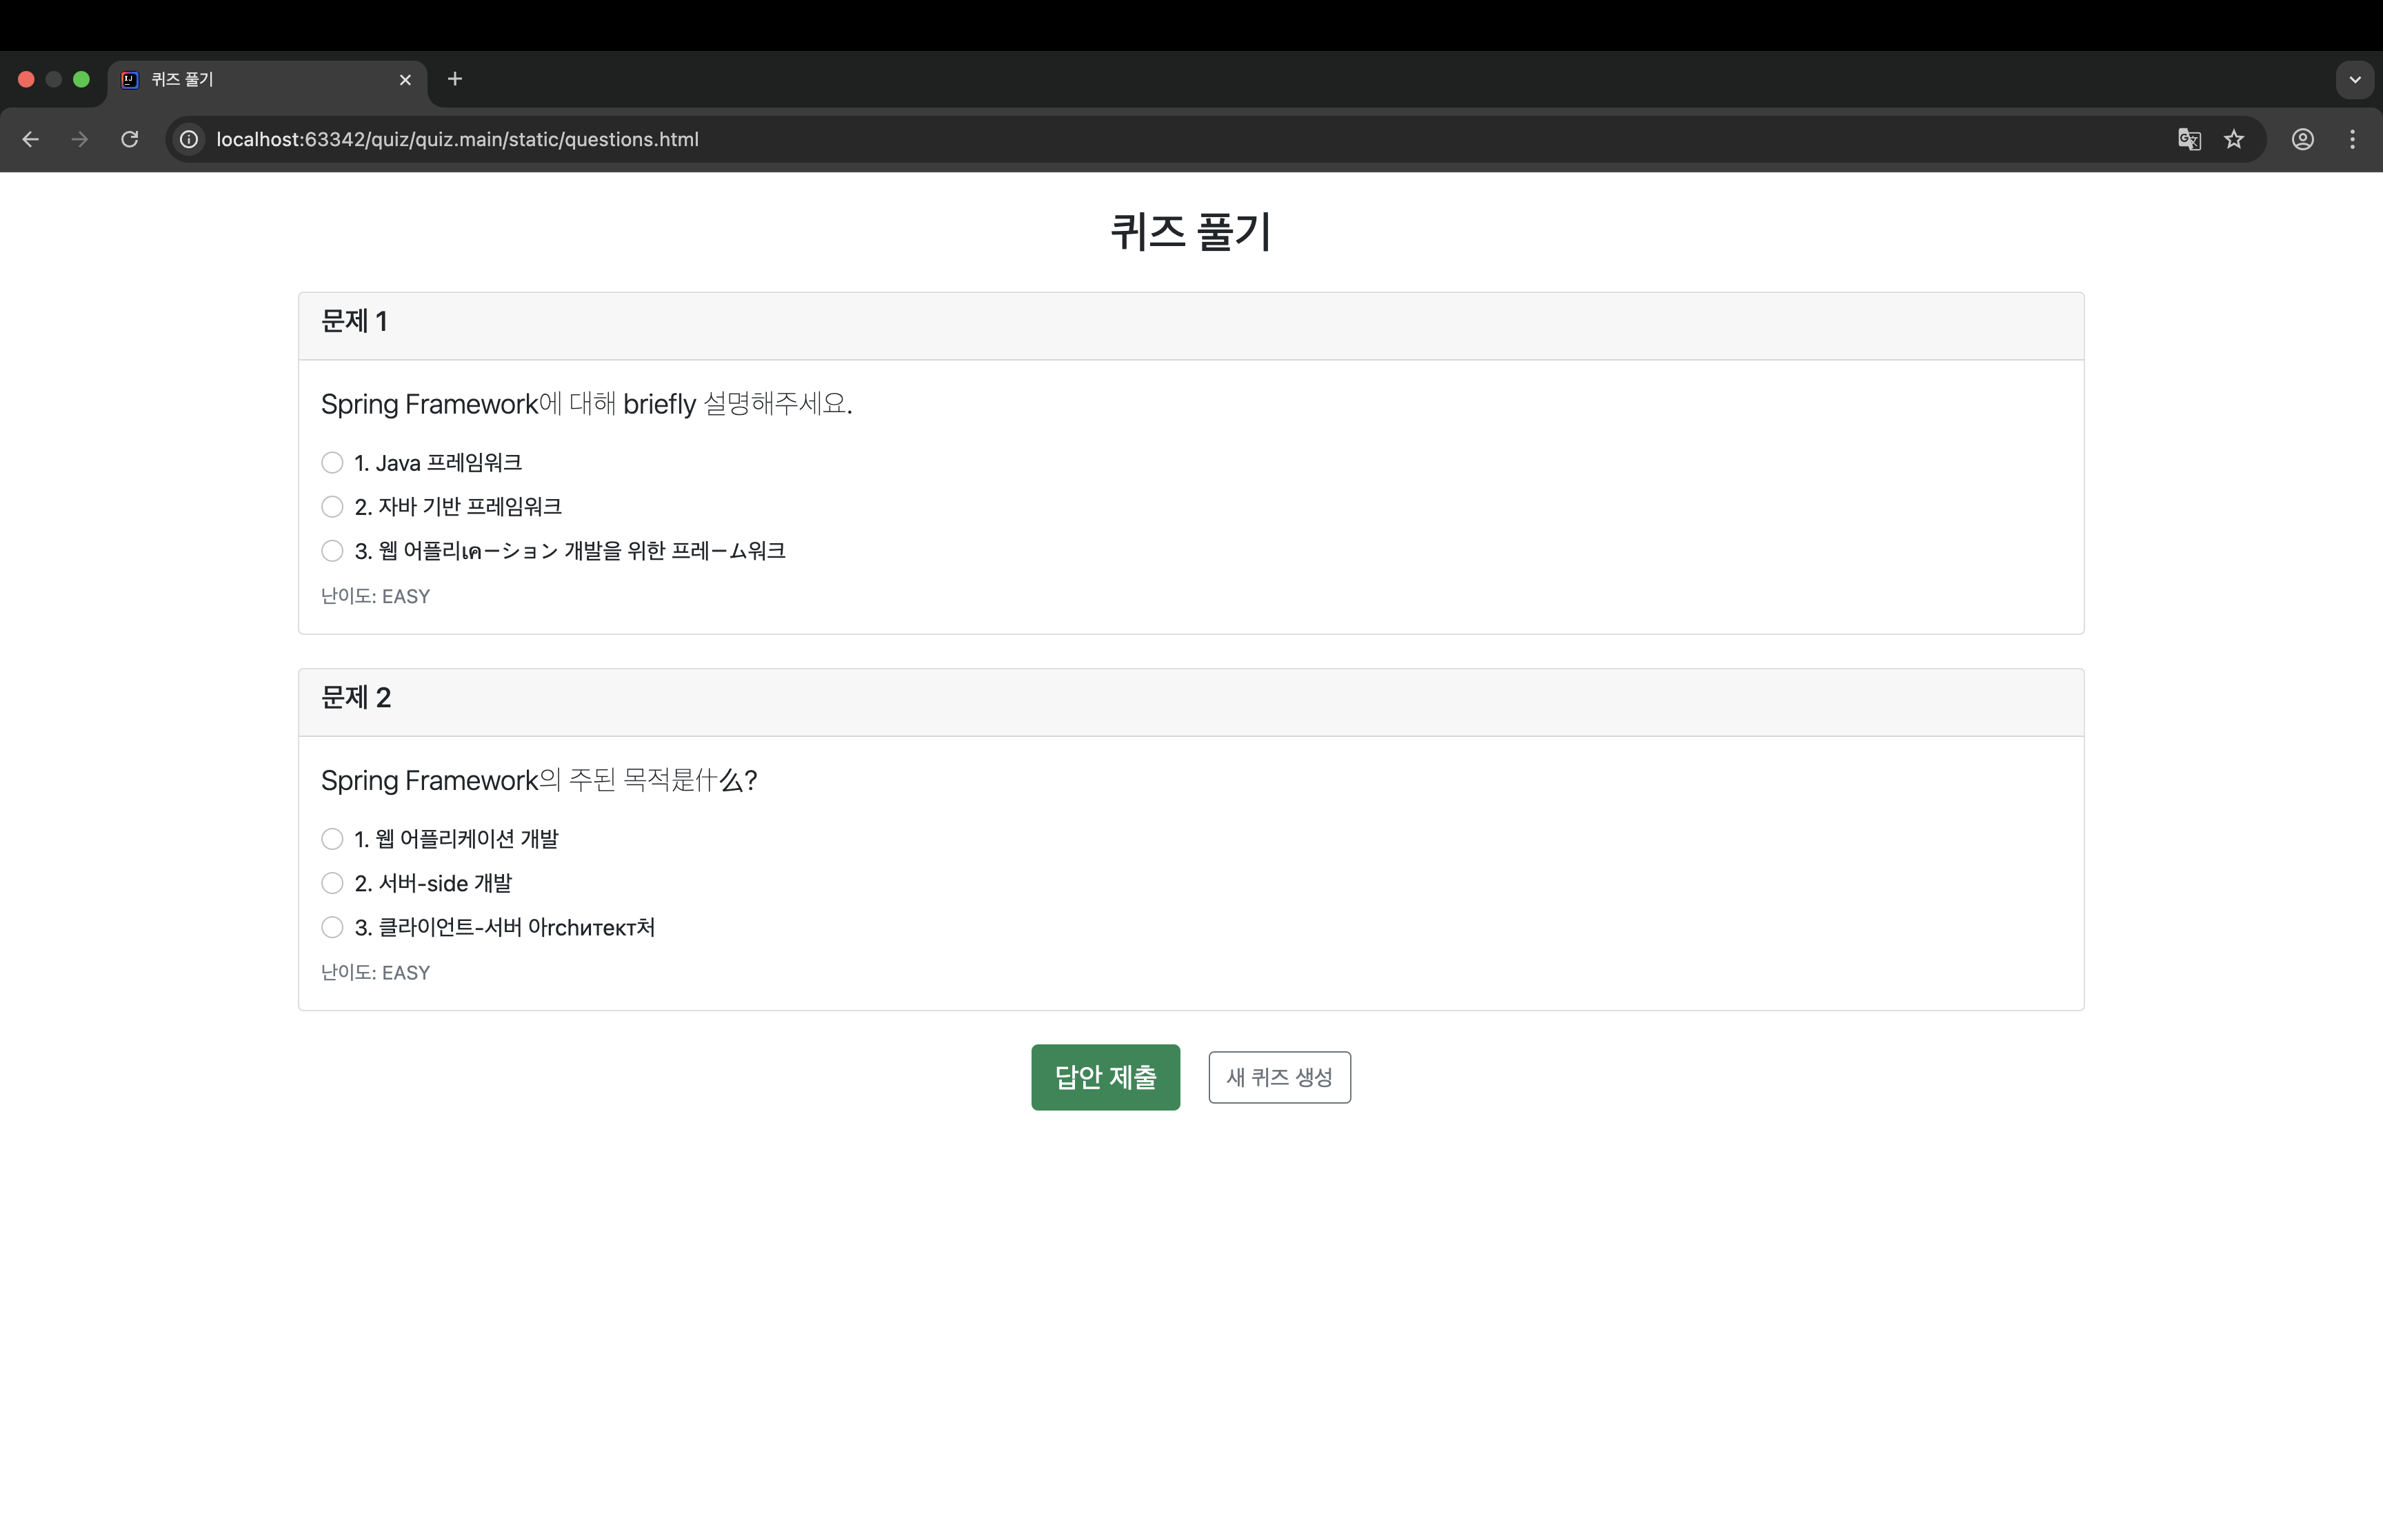 퀴즈 풀기
localhost:63342/quiz/quiz.main/static/questions.html
퀴즈 풀기
문제 1
Spring Framework에 대해 briefly 설명해주세요.
1. Java 프레임워크
2. 자바 기반 프레임워크
3. 웹 어플리เคーション 개발을 위한 프레ーム워크
난이도: EASY
문제 2
Spring Framework의 주된 목적是什么?
1. 웹 어플리케이션 개발
2. 서버-side 개발
3. 클라이언트-서버 아rchитект처
난이도: EASY
답안 제출
새 퀴즈 생성